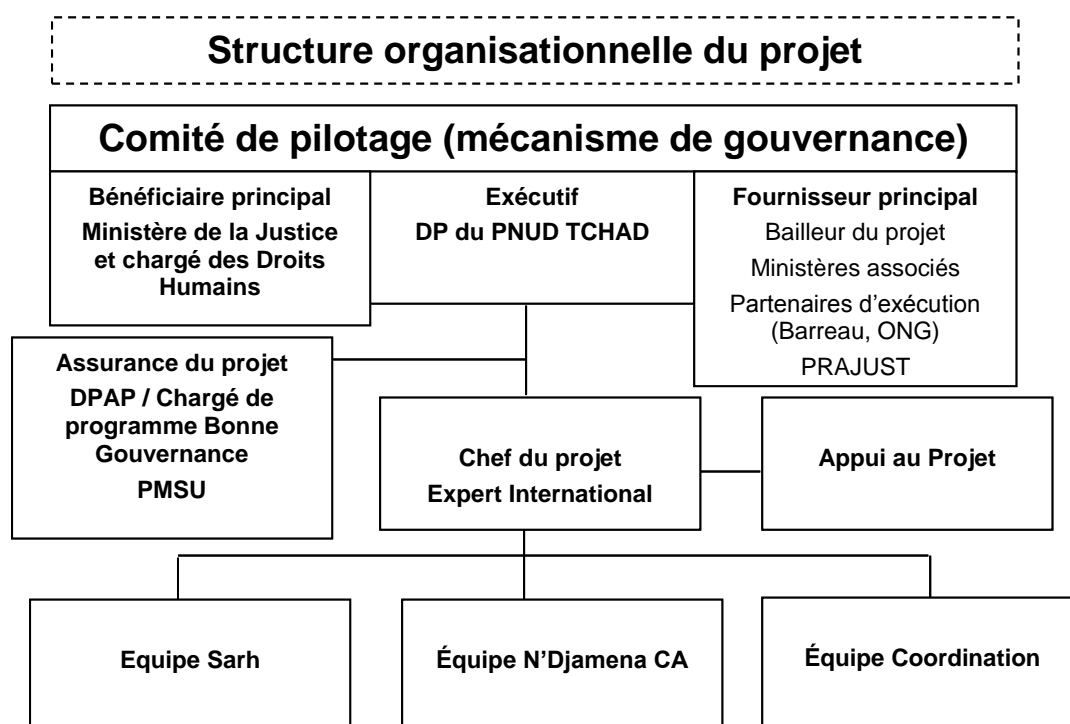 Structure organisationnelle du projet
Comité de pilotage (mécanisme de gouvernance)
Bénéficiaire principal
Ministère de la Justice
et chargé des Droits
Humains
Exécutif
DP du PNUD TCHAD
Fournisseur principal
Bailleur du projet
Ministères associés
Partenaires d’exécution
(Barreau, ONG)
PRAJUST
Assurance du projet
DPAP / Chargé de
programme Bonne
Gouvernance
PMSU
Chef du projet
Expert International
Appui au Projet
Equipe Sarh
Équipe N’Djamena CA
Équipe Coordination